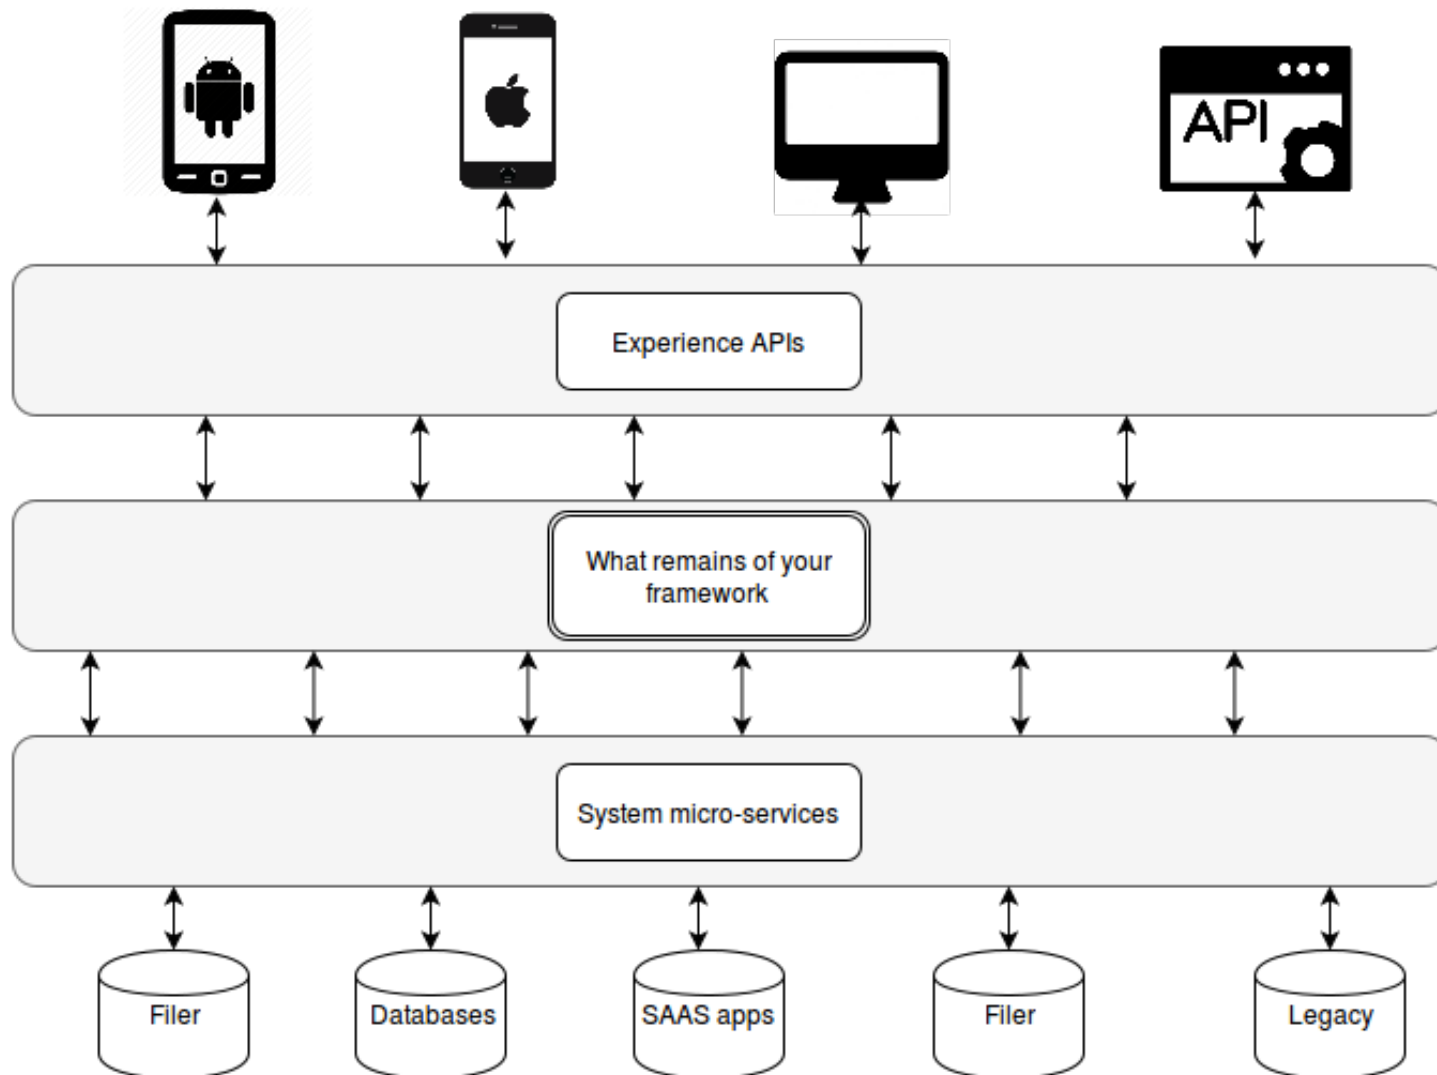 API
Experience APIs
What remains of your
framework
System micro-services
Filer
Databases
SAAS apps
Filer
Legacy